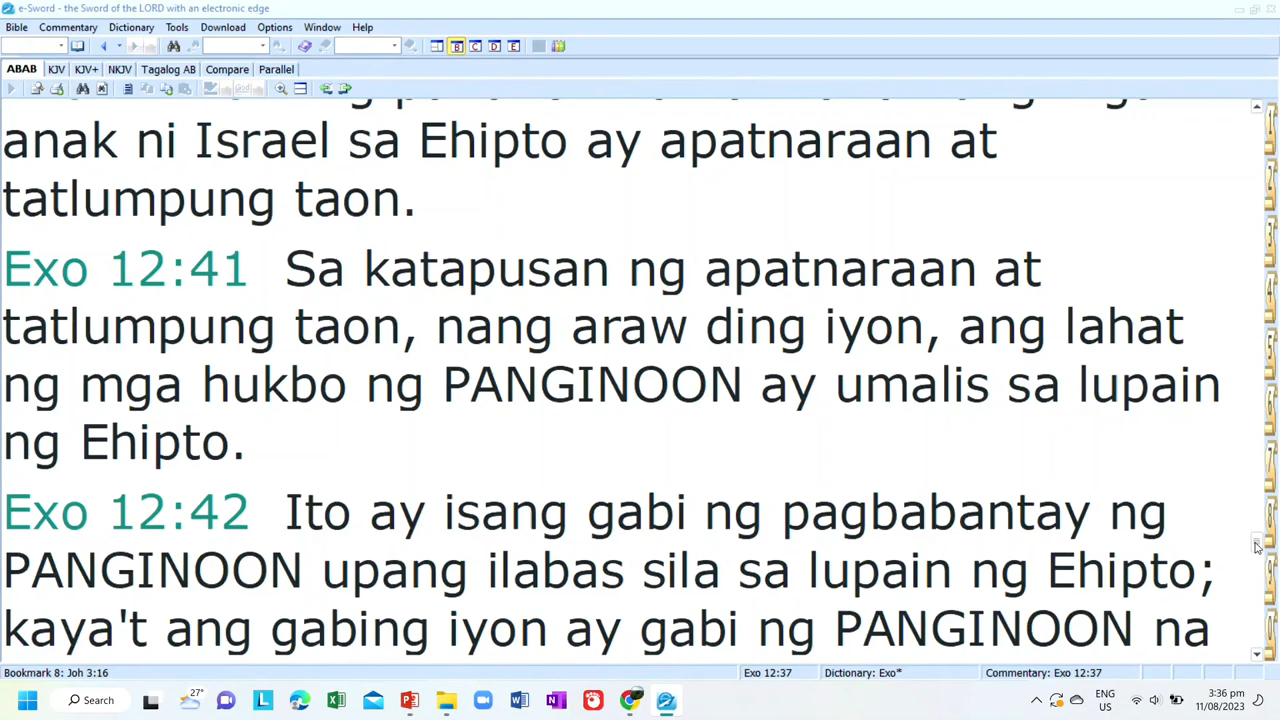 e-Sword - the Sword of the LORD with an electronic edge
Bible Commentary Dictionary Tools Download Options Window Help
ABAB KJV KJV+ NKJV Tagalog AB Compare Parallel
anak ni Israel sa Ehipto ay apatnaraan at
tatlumpung taon.
Exo 12:41 Sa katapusan ng apatnaraan at
tatlumpung taon, nang araw ding iyon, ang lahat
ng mga hukbo ng PANGINOON ay umalis sa lupain
ng Ehipto.
Exo 12:42 Ito ay isang gabi ng pagbabantay ng
PANGINOON upang ilabas sila sa lupain ng Ehipto;
kaya't ang gabing iyon ay gabi ng PANGINOON na
Bookmark 8: Joh 3:16 Exo 12:37 Dictionary: Exo* Commentary: Exo 12:37
27° Search ENG US 3:36 pm 11/08/2023